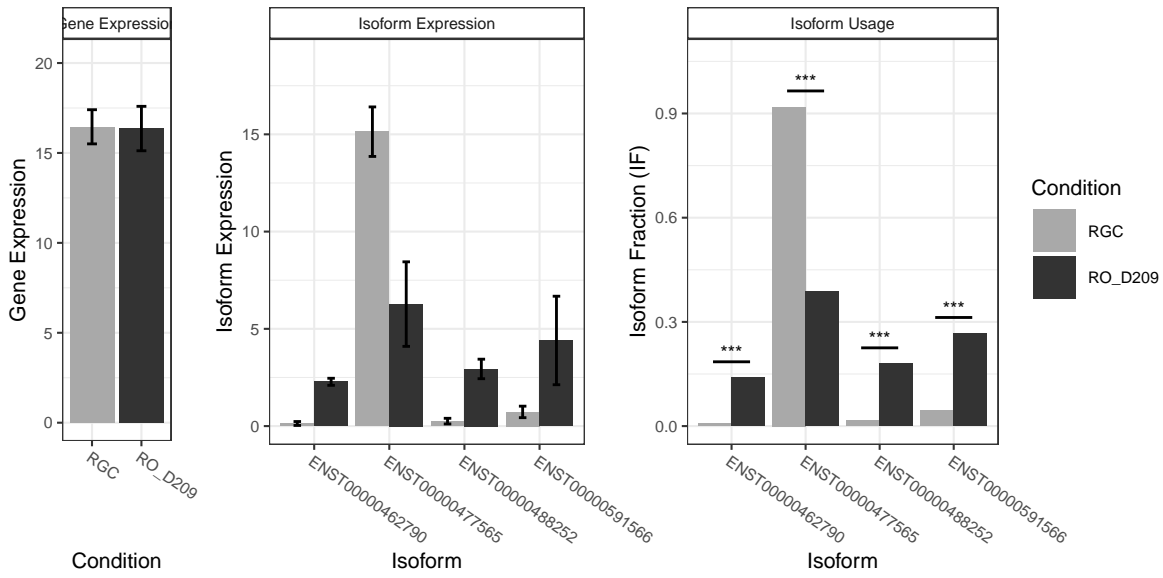 Gene Expression
Gene Expression
20
15
10
5
0
RGC
RO_D209
Condition
Isoform Expression
Isoform Expression
15
10
5
0
ENST00000462790
ENST00000477565
ENST00000488252
ENST00000591566
Isoform
Isoform Usage
Isoform Fraction (IF)
0.9
0.6
0.3
0.0
***
***
***
***
ENST00000462790
ENST00000477565
ENST00000488252
ENST00000591566
Isoform
Condition
RGC
RO_D209